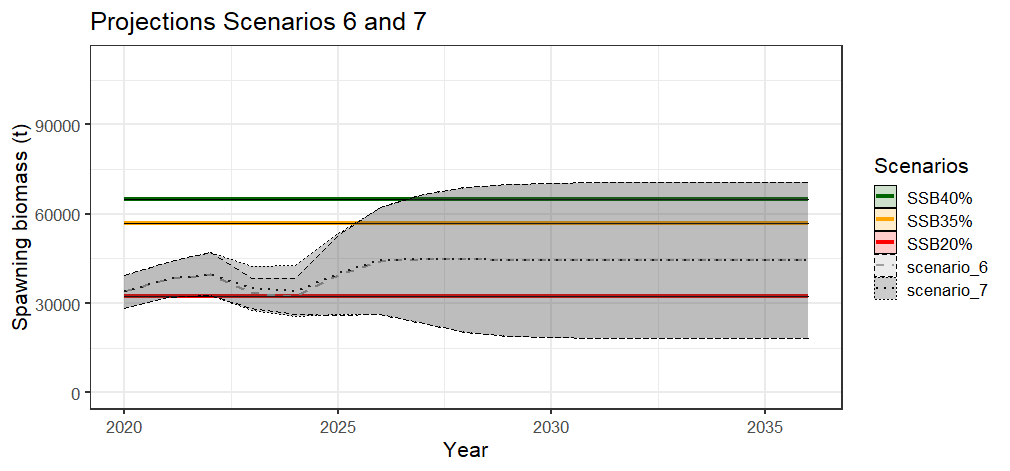 Projections Scenarios 6 and 7
Spawning biomass (t)
90000
60000
30000
0
2020
2025
2030
2035
Year
Scenarios
SSB40%
SSB35%
SSB20%
scenario_6
scenario_7